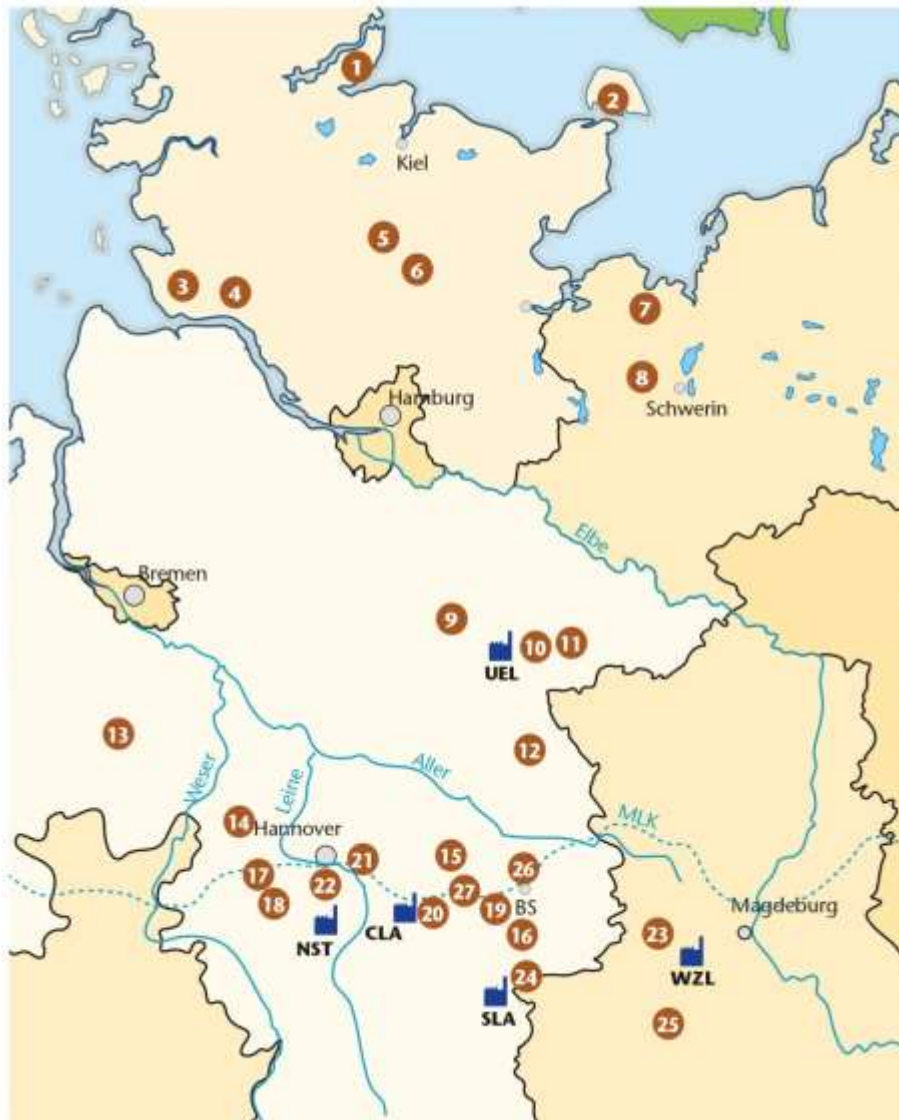 1
2
Kiel
5
6
3
4
7
8
Schwerin
Hamburg
Elbe
Bremen
9
10
11
UEL
13
12
Weser
Leine
Aller
MLK
14
Hannover
15
21
26
17
22
27
18
20
19
BS
CLA
NST
16
Magdeburg
23
WZL
24
SLA
25